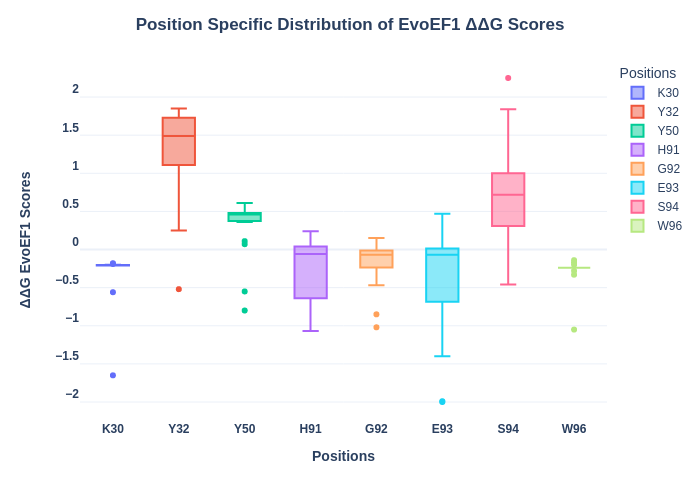 Position Specific Distribution of EvoEF1 ΔΔG Scores
Positions
K30
Y32
Y50
H91
G92
E93
S94
W96
2
1.5
1
0.5
0
−0.5
−1
−1.5
−2
ΔΔG EvoEF1 Scores
K30 Y32 Y50 H91 G92 E93 S94 W96
Positions